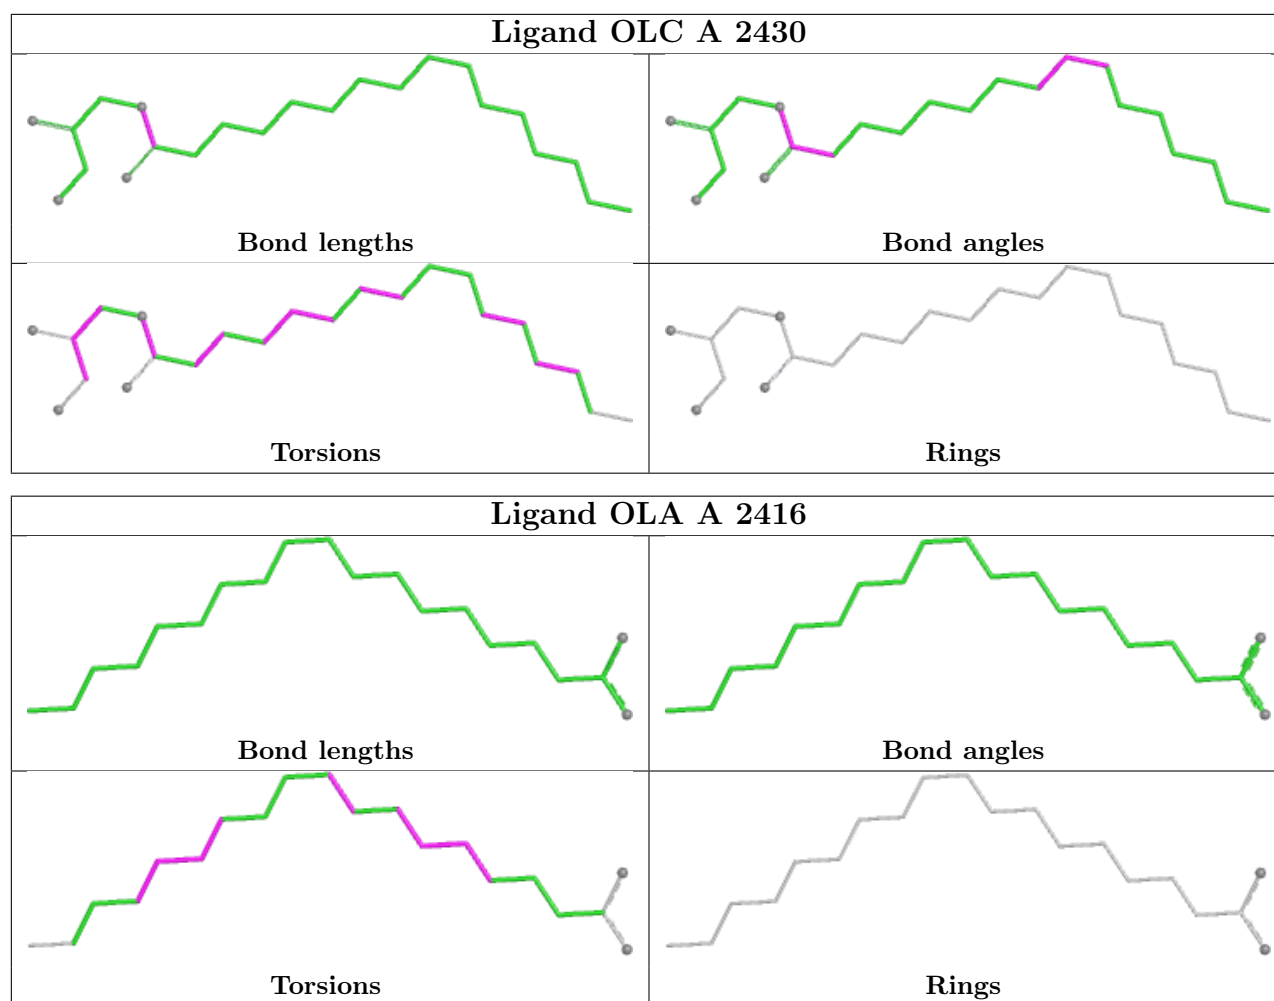 Ligand OLC A 2430
Bond lengths
Bond angles
Torsions
Rings
Ligand OLA A 2416
Bond lengths
Bond angles
Torsions
Rings